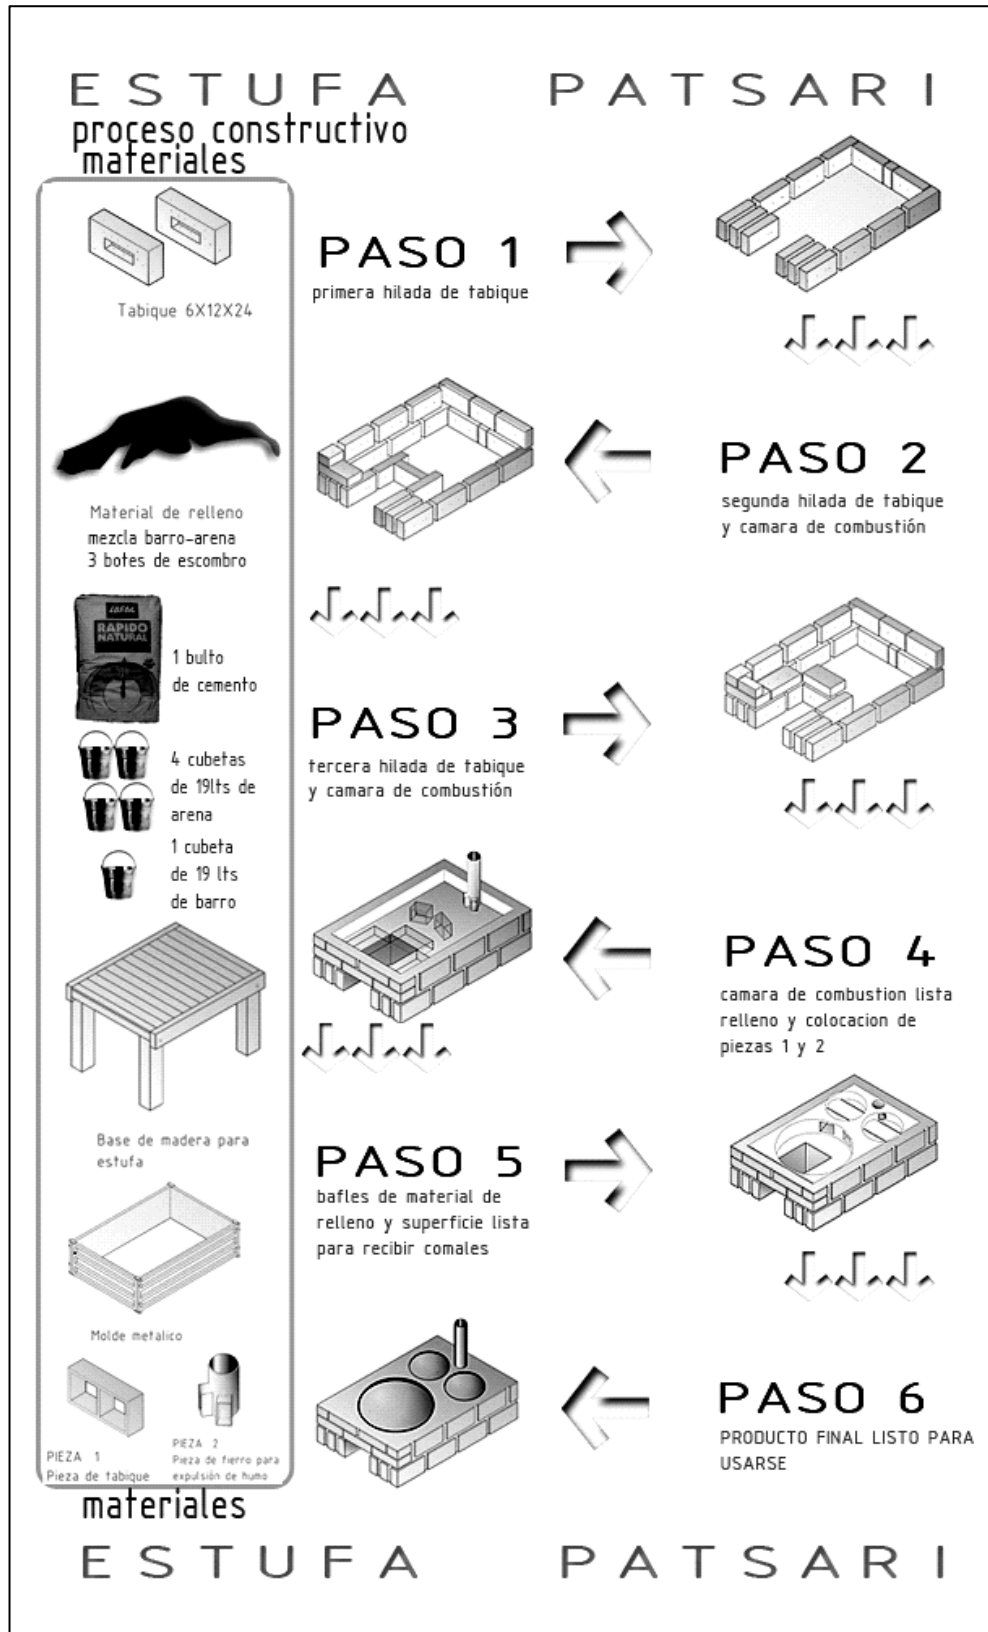 ESTUFA PATSARI
proceso constructivo
materiales
Tabique 6X12X24
Material de relleno
mezcla barro-arena
3 botes de escombro
RAPIDO
NATURAL
1 bulto
de cemento
4 cubetas
de 19lts de
arena
1 cubeta
de 19 lts
de barro
Base de madera para
estufa
Molde metalico
PIEZA 1
Pieza de tabique
PIEZA 2
Pieza de fierro para
expulsión de humo
materiales
PASO 1
primera hilada de tabique
PASO 2
segunda hilada de tabique
y camara de combustión
PASO 3
tercera hilada de tabique
y camara de combustión
PASO 4
camara de combustion lista
relleno y colocacion de
piezas 1 y 2
PASO 5
bafles de material de
relleno y superficie lista
para recibir comales
PASO 6
PRODUCTO FINAL LISTO PARA
USARSE
ESTUFA PATSARI